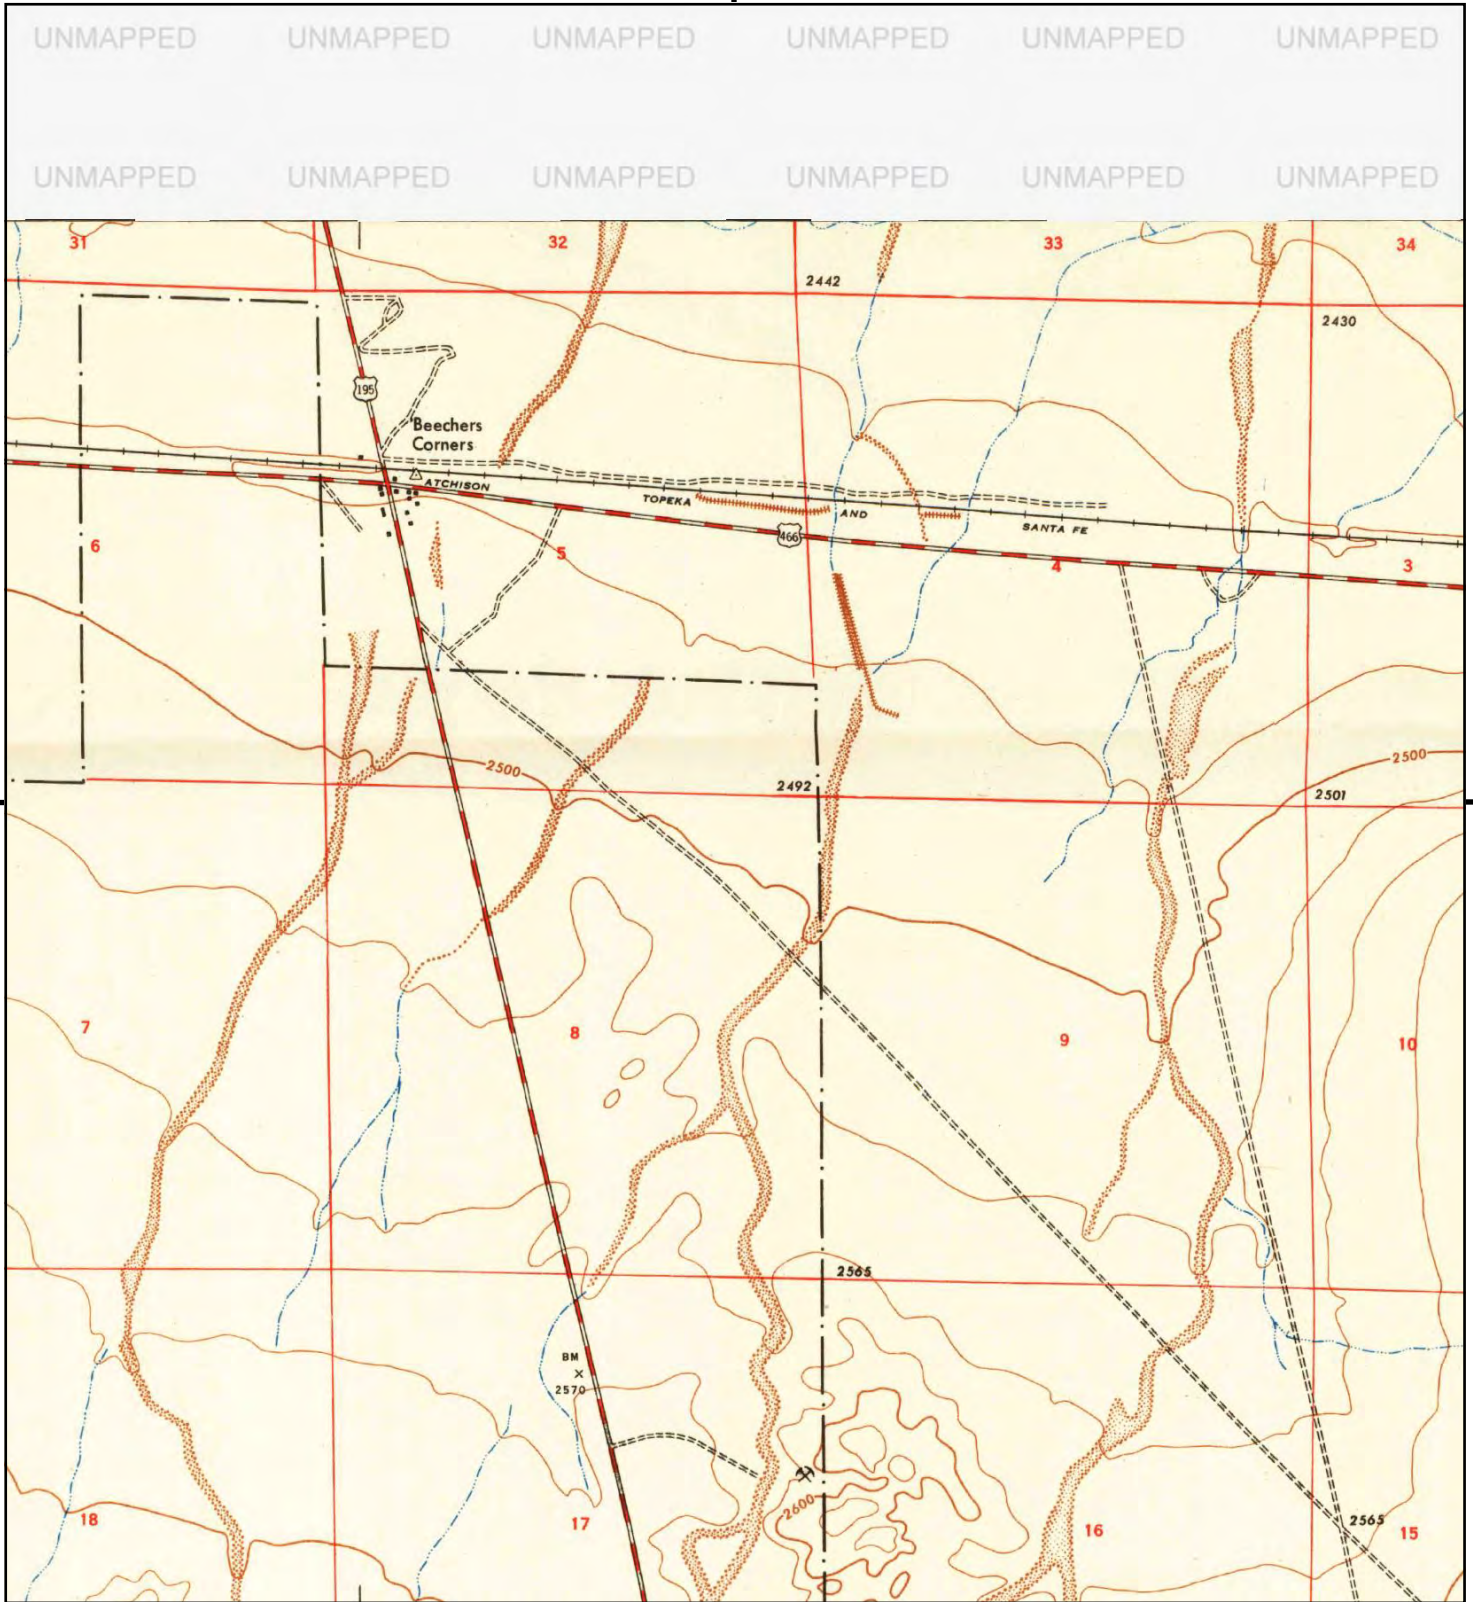 UNMAPPED UNMAPPED UNMAPPED UNMAPPED UNMAPPED UNMAPPED
UNMAPPED UNMAPPED UNMAPPED UNMAPPED UNMAPPED UNMAPPED
31 32 33 34
2442
2430
195
Beechers
Corners
ATCHISON TOPEKA AND SANTA FE
466
6 5 4 3
2500
2500
2492
2501
7 8 9 10
2565
BM
2570
2600
18 17 16 15
2565